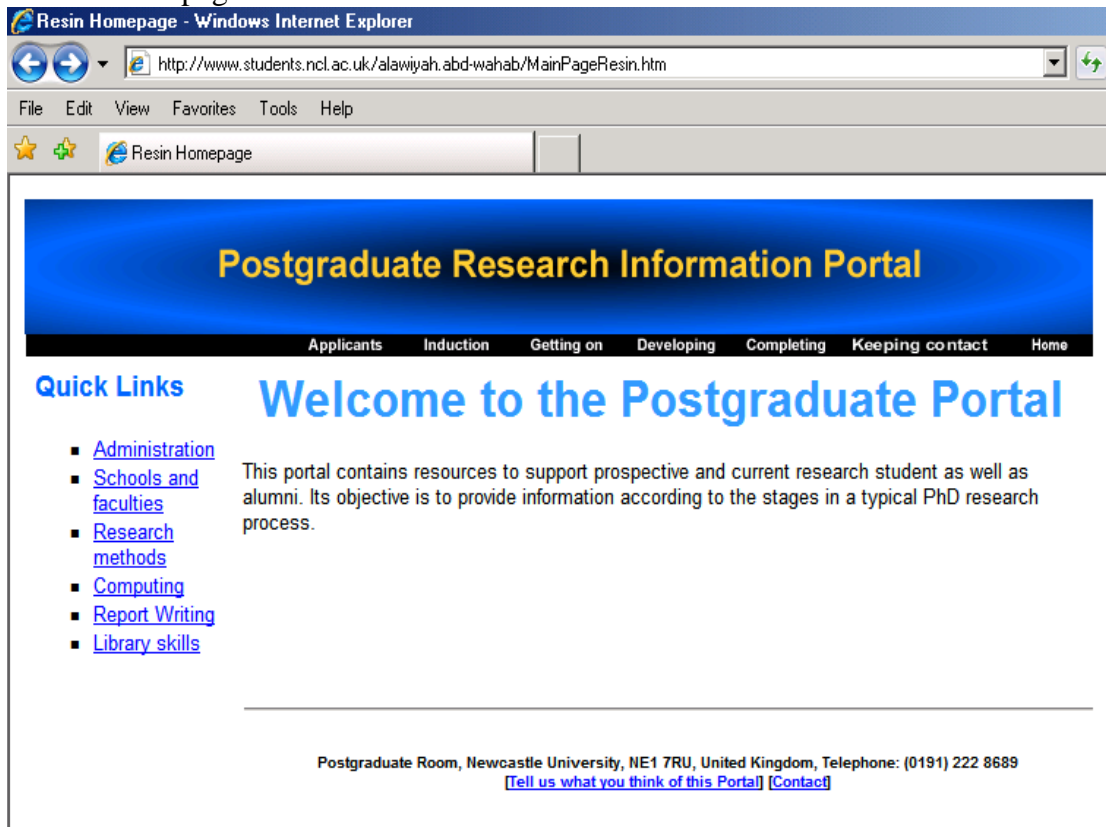 Resin Homepage - Windows Internet Explorer
http://www.students.ncl.ac.uk/alawiyah.abd-wahab/MainPageResin.htm
File Edit View Favorites Tools Help
Resin Homepage
Postgraduate Research Information Portal
Applicants Induction Getting on Developing Completing Keeping contact Home
Quick Links
Administration
Schools and
faculties
Research
methods
Computing
Report Writing
Library skills
Welcome to the Postgraduate Portal
This portal contains resources to support prospective and current research student as well as
alumni. Its objective is to provide information according to the stages in a typical PhD research
process.
Postgraduate Room, Newcastle University, NE1 7RU, United Kingdom, Telephone: (0191) 222 8689
[Tell us what you think of this Portal] [Contact]